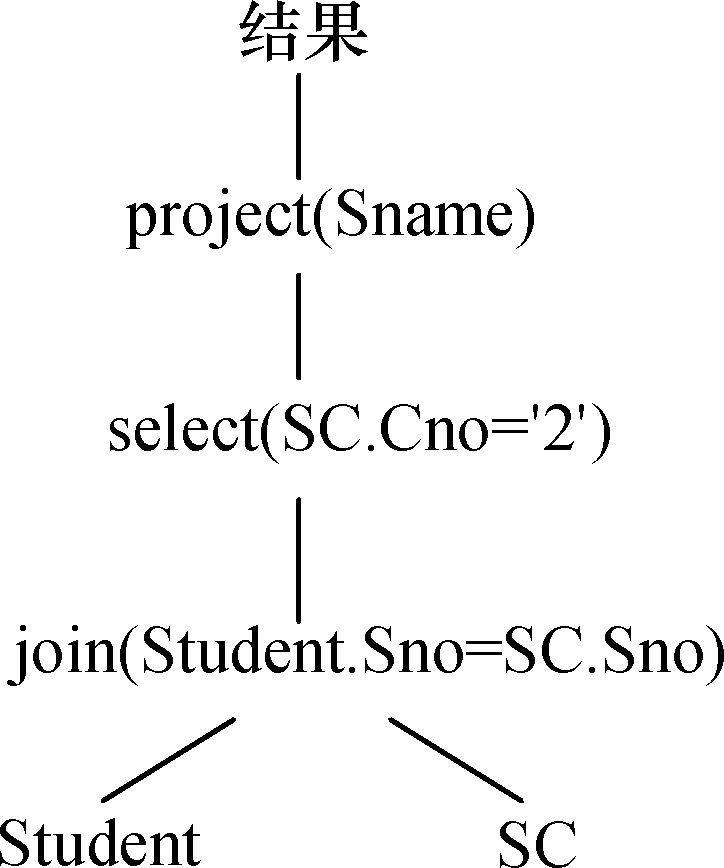 结果
project(Sname)
select(SC.Cno='2')
join(Student.Sno=SC.Sno)
Student
SC